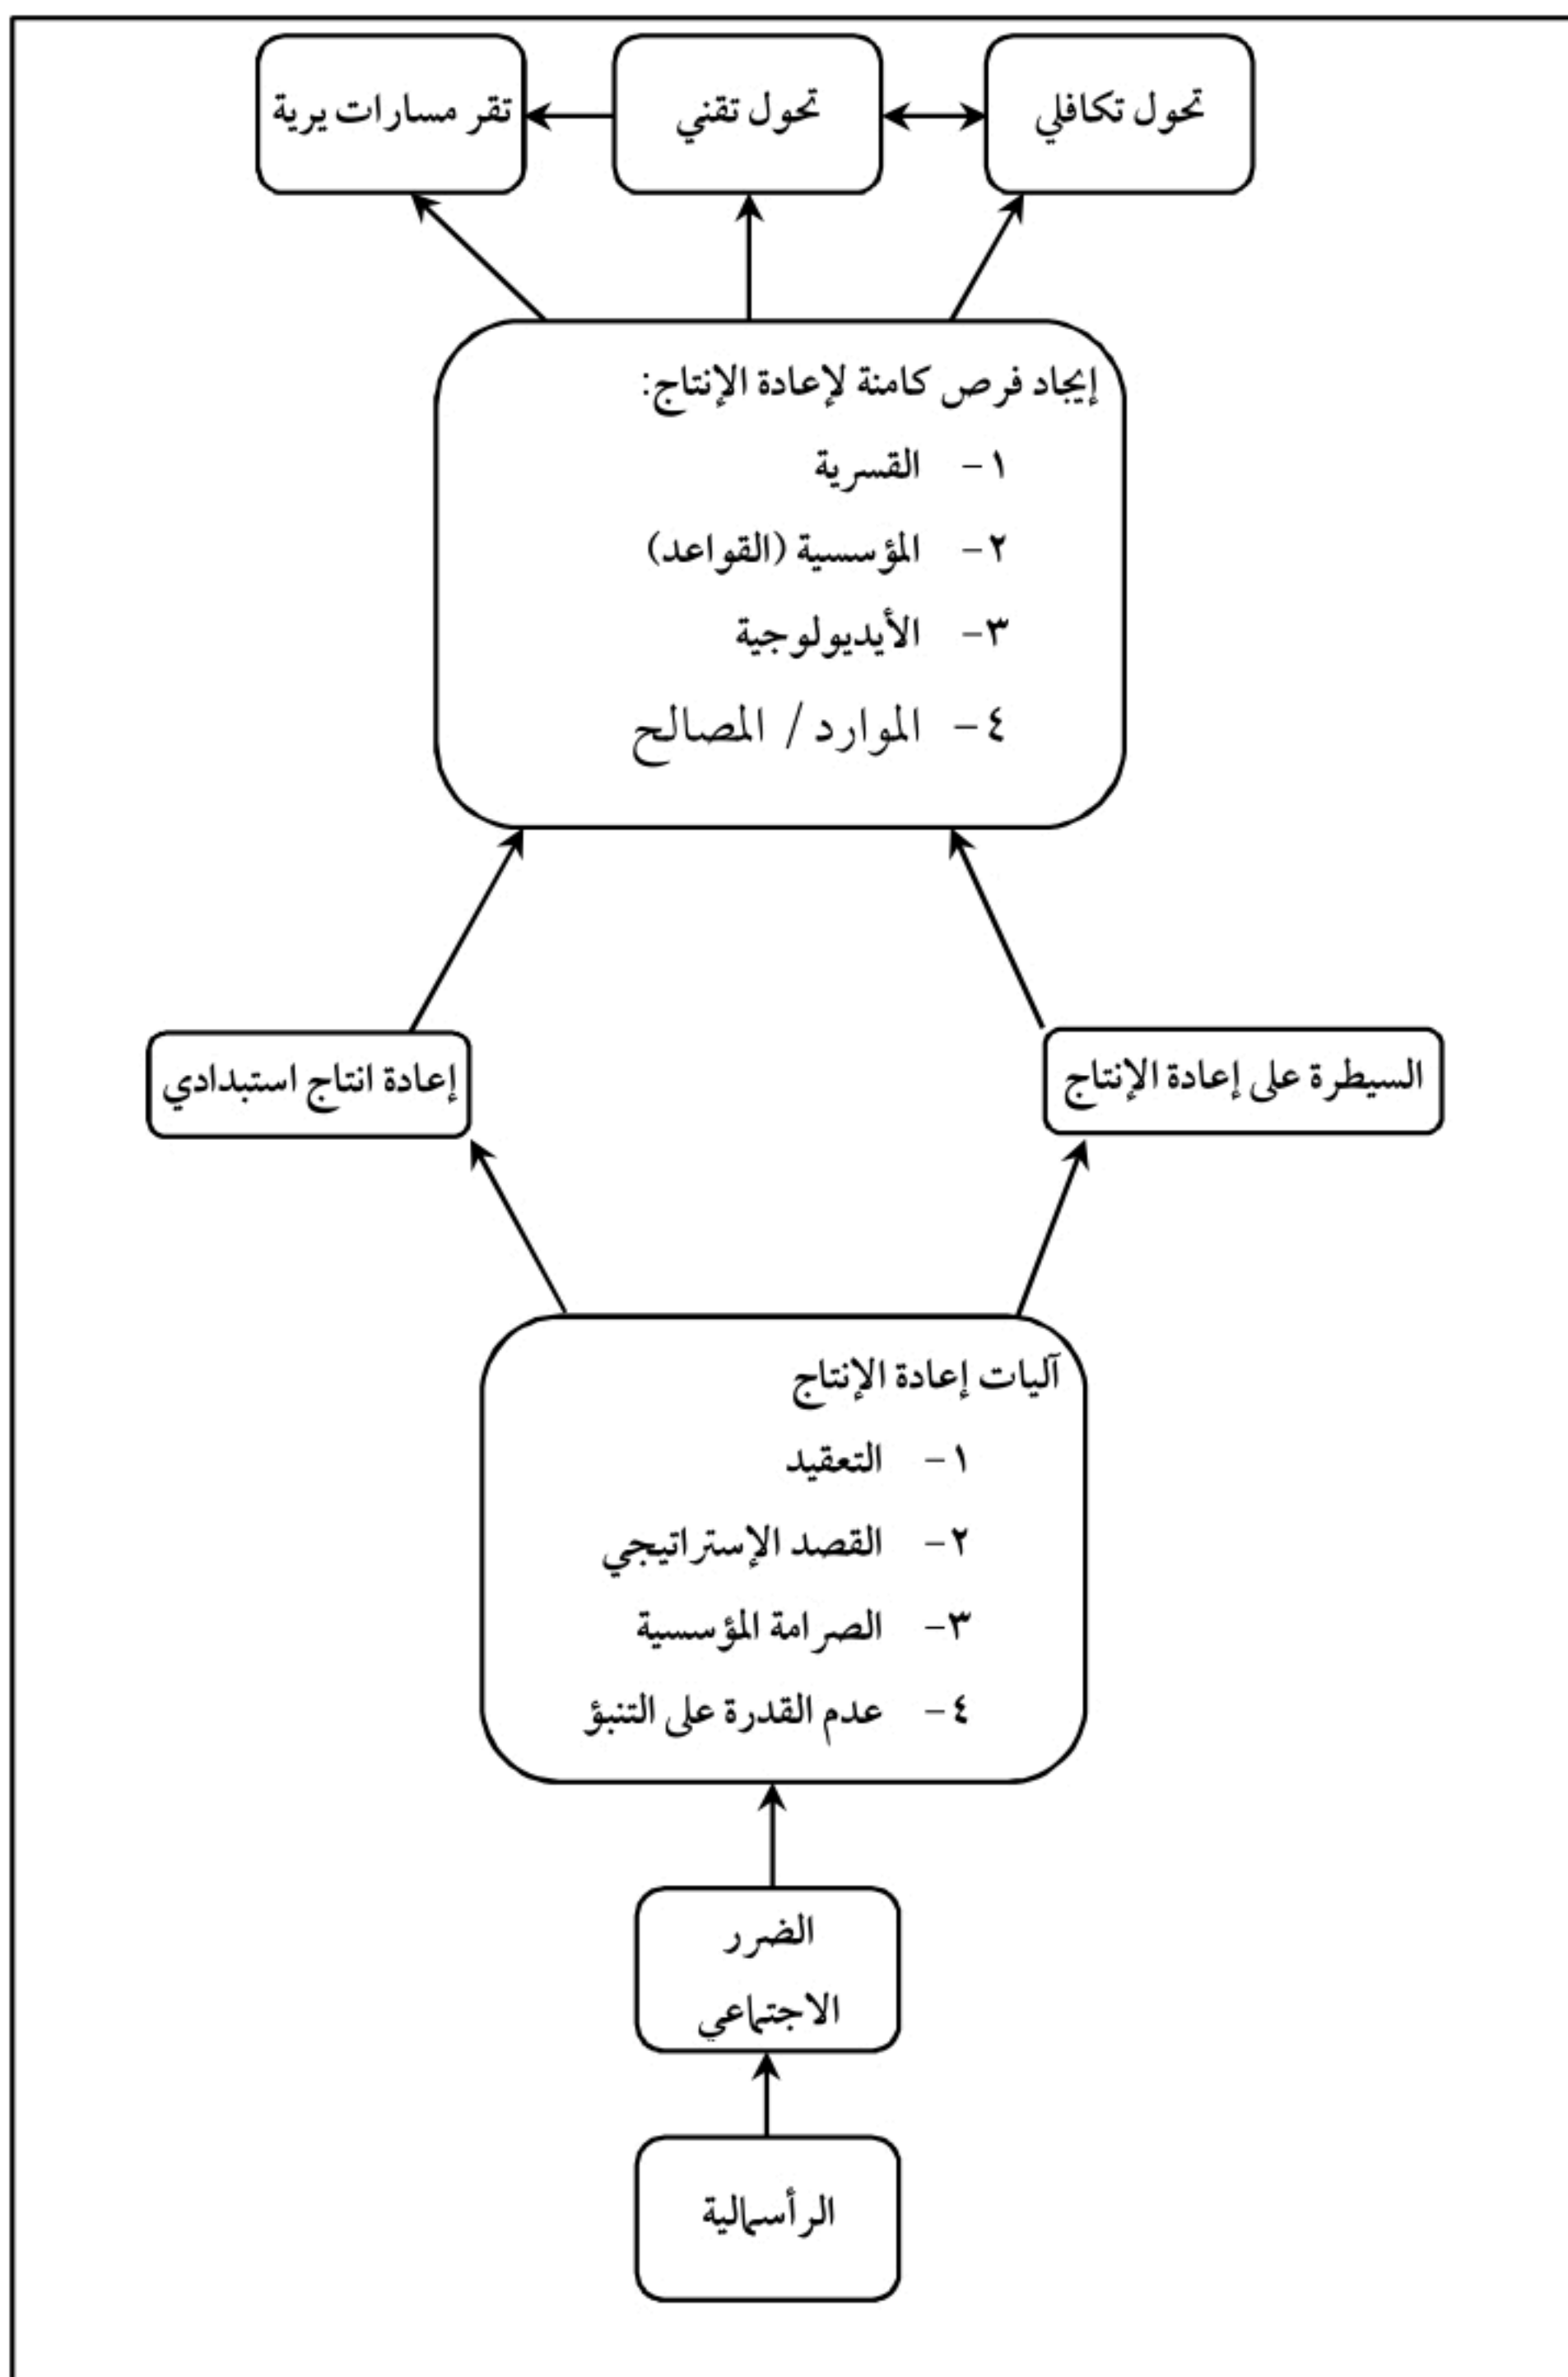 تحول تكافلي
تحول تقني
تقر مسارات يرية
إيجاد فرص كامنة لإعادة الإنتاج:
١- القسرية
٢- المؤسسية (القواعد)
٣- الأيديولوجية
٤- الموارد / المصالح
السيطرة على إعادة الإنتاج
إعادة انتاج استبدادي
آليات إعادة الإنتاج
١- التعقيد
٢- القصد الإستراتيجي
٣- الصرامة المؤسسية
٤- عدم القدرة على التنبؤ
الضرر
الاجتماعي
الرأسمالية